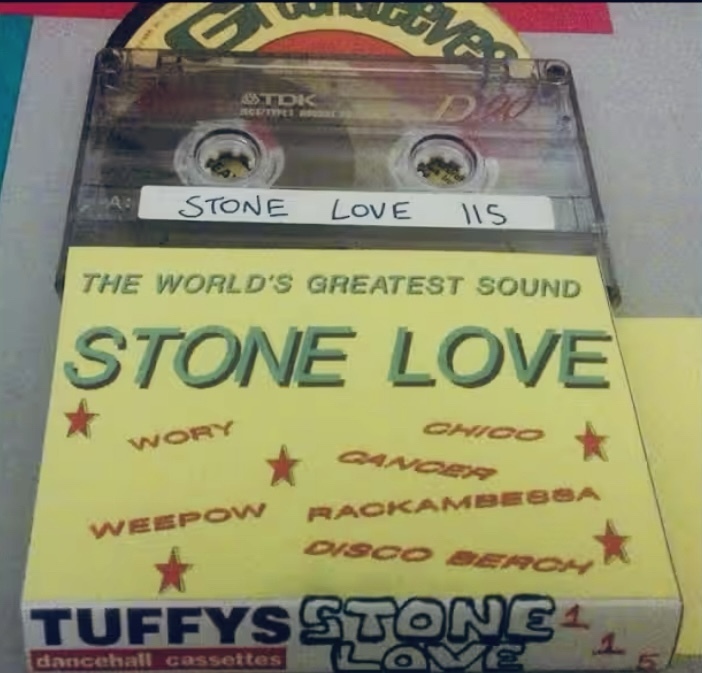 Greensleeves
TDK
D90
A: STONE LOVE 115
THE WORLD'S GREATEST SOUND
STONE LOVE
WORY
CHICO
CANCER
WEEPOW
RACKAMBESSA
DISCO BERCH
TUFFYS STONE 115
dancehall cassettes LOVE